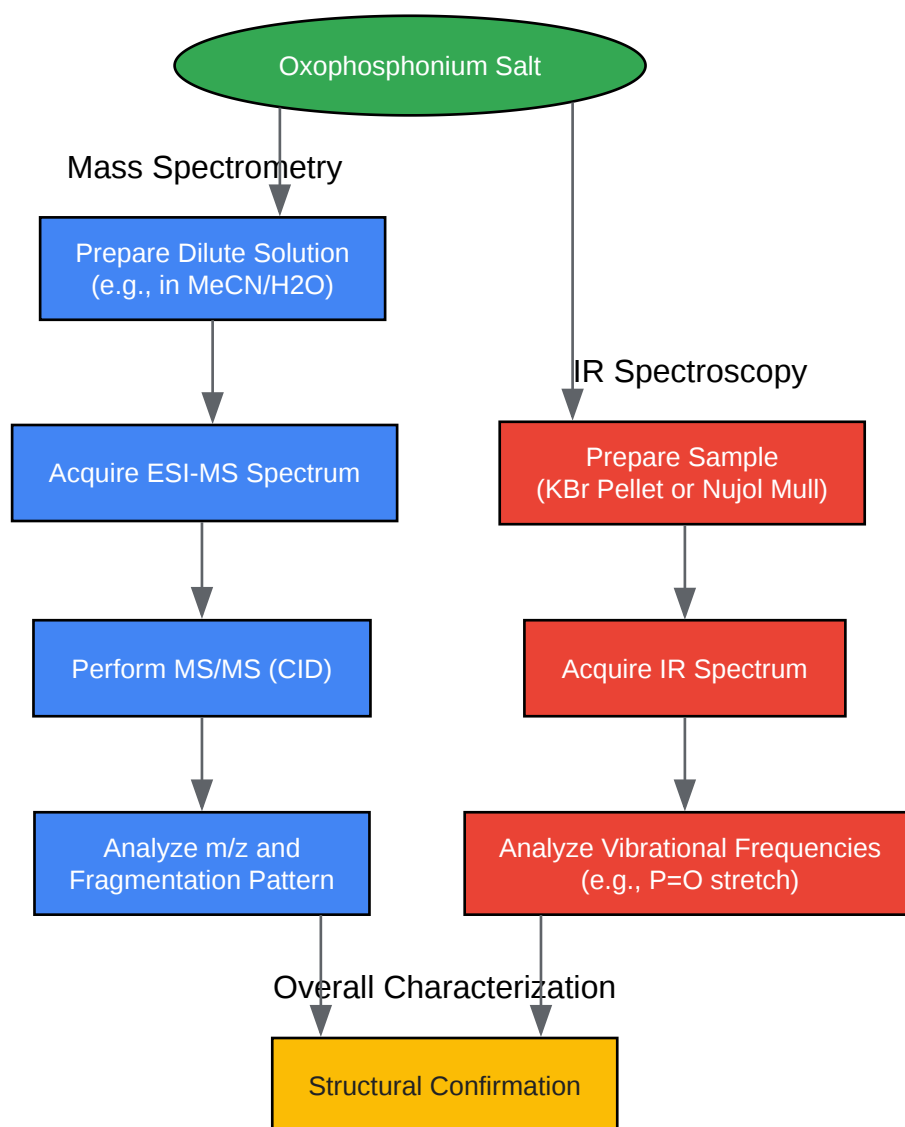 Oxophosphonium Salt
Mass Spectrometry
Prepare Dilute Solution
(e.g., in MeCN/H2O)
Acquire ESI-MS Spectrum
Perform MS/MS (CID)
Analyze m/z and
Fragmentation Pattern
IR Spectroscopy
Prepare Sample
(KBr Pellet or Nujol Mull)
Acquire IR Spectrum
Analyze Vibrational Frequencies
(e.g., P=O stretch)
Overall Characterization
Structural Confirmation